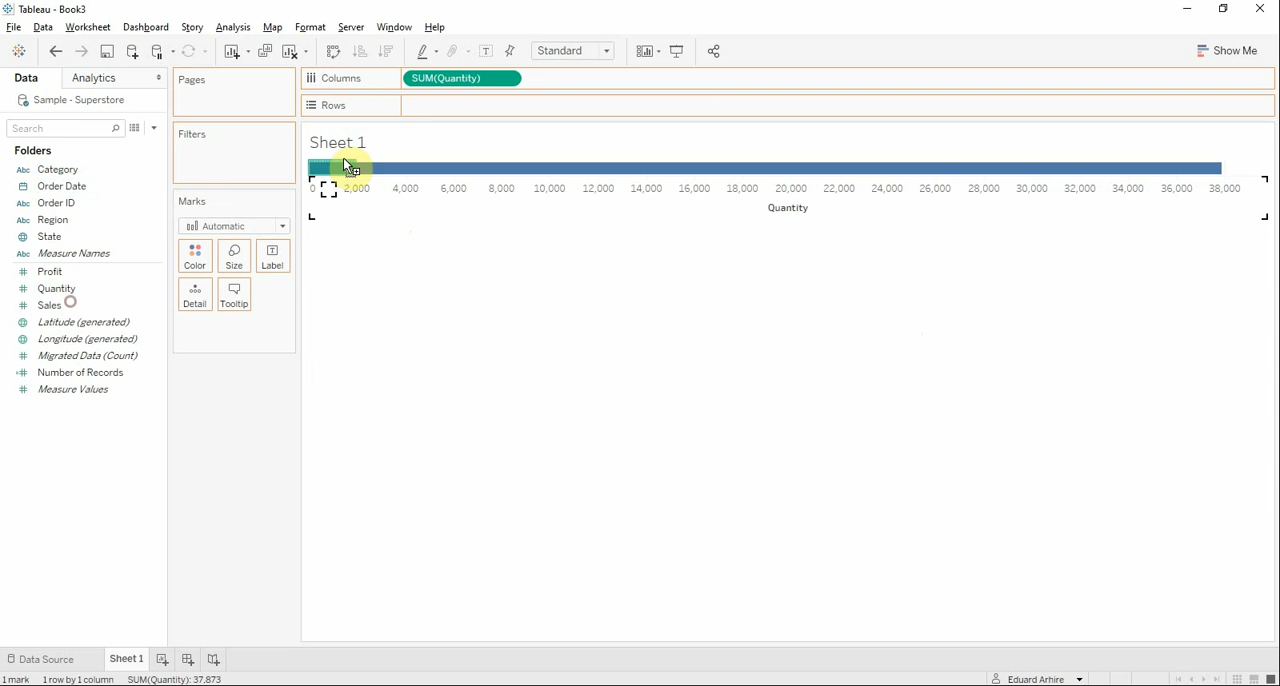 Tableau - Book3
File Data Worksheet Dashboard Story Analysis Map Format Server Window Help
Standard
Show Me
Data Analytics
Sample - Superstore
Search
Folders
Abc Category
Order Date
Abc Order ID
Abc Region
State
Abc Measure Names
Profit
Quantity
Sales
Latitude (generated)
Longitude (generated)
Migrated Data (Count)
Number of Records
Measure Values
Pages
Filters
Marks
Automatic
Color Size Label
Detail Tooltip
Columns SUM(Quantity)
Rows
Sheet 1
0 2,000 4,000 6,000 8,000 10,000 12,000 14,000 16,000 18,000 20,000 22,000 24,000 26,000 28,000 30,000 32,000 34,000 36,000 38,000
Quantity
Data Source Sheet 1
1 mark 1 row by 1 column SUM(Quantity): 37,873 Eduard Arhire